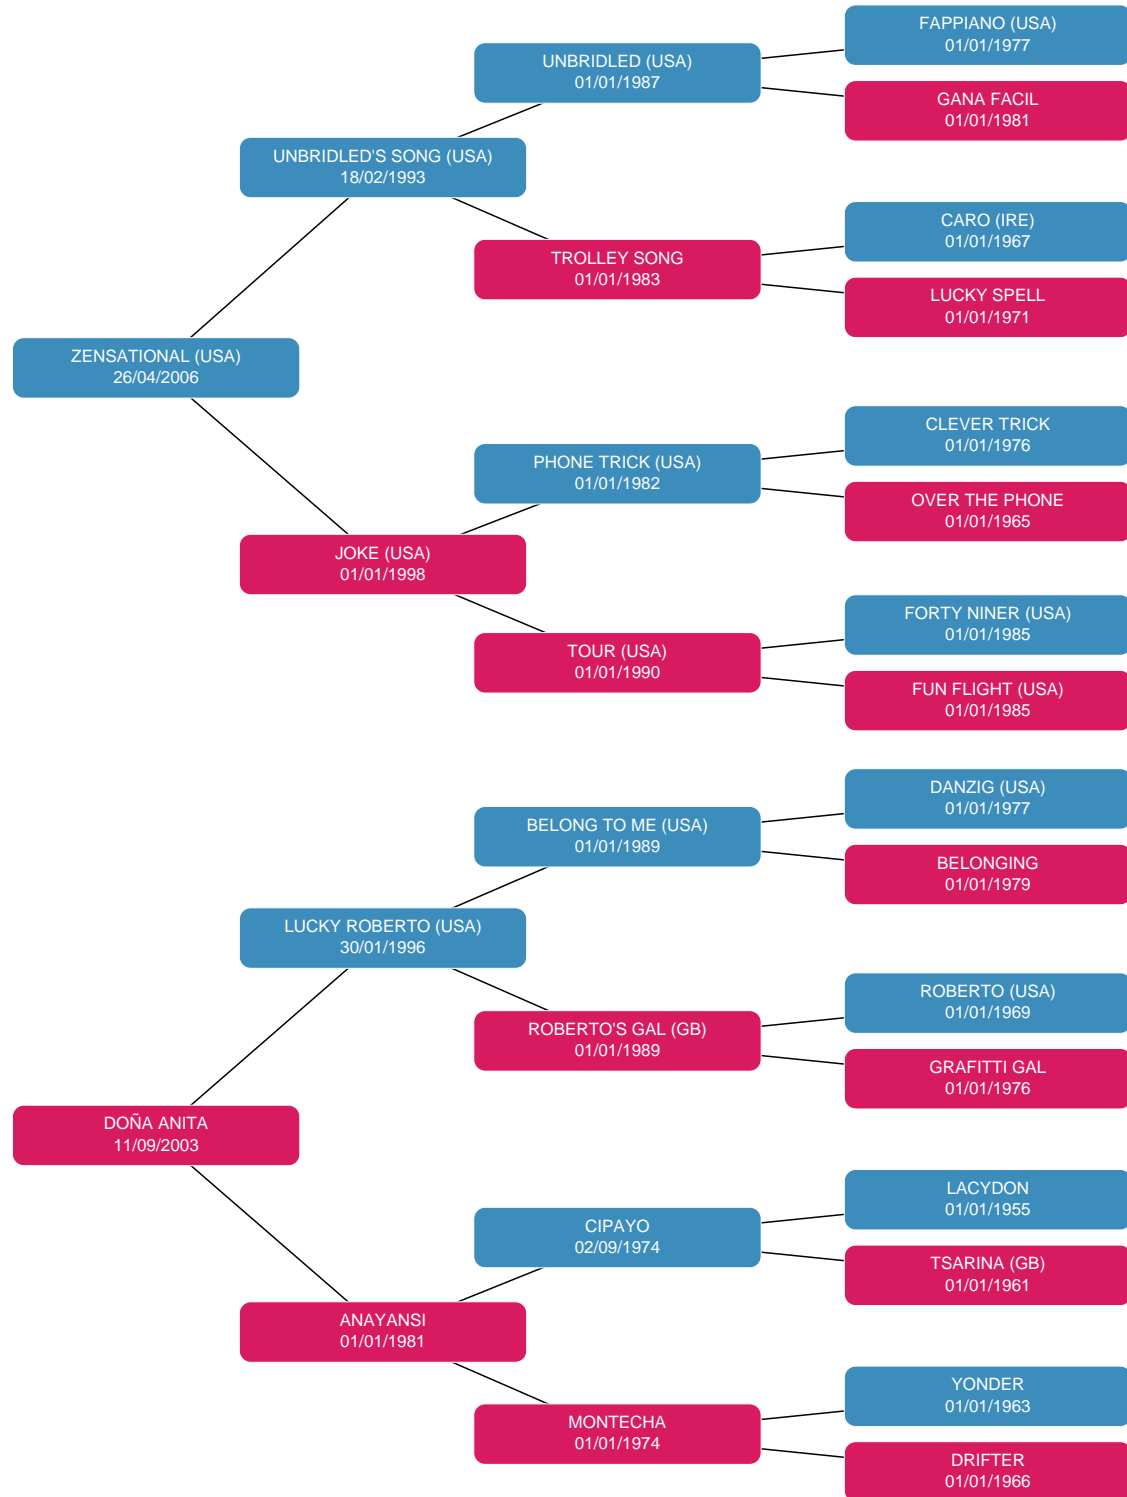 FAPPIANO (USA)
01/01/1977
UNBRIDLED (USA)
01/01/1987
GANA FACIL
01/01/1981
UNBRIDLED'S SONG (USA)
18/02/1993
CARO (IRE)
01/01/1967
TROLLEY SONG
01/01/1983
LUCKY SPELL
01/01/1971
ZENSATIONAL (USA)
26/04/2006
CLEVER TRICK
01/01/1976
PHONE TRICK (USA)
01/01/1982
OVER THE PHONE
01/01/1965
JOKE (USA)
01/01/1998
FORTY NINER (USA)
01/01/1985
TOUR (USA)
01/01/1990
FUN FLIGHT (USA)
01/01/1985
DANZIG (USA)
01/01/1977
BELONG TO ME (USA)
01/01/1989
BELONGING
01/01/1979
LUCKY ROBERTO (USA)
30/01/1996
ROBERTO (USA)
01/01/1969
ROBERTO'S GAL (GB)
01/01/1989
GRAFITTI GAL
01/01/1976
DOÑA ANITA
11/09/2003
LACYDON
01/01/1955
CIPAYO
02/09/1974
TSARINA (GB)
01/01/1961
ANAYANSI
01/01/1981
YONDER
01/01/1963
MONTECHA
01/01/1974
DRIFTER
01/01/1966